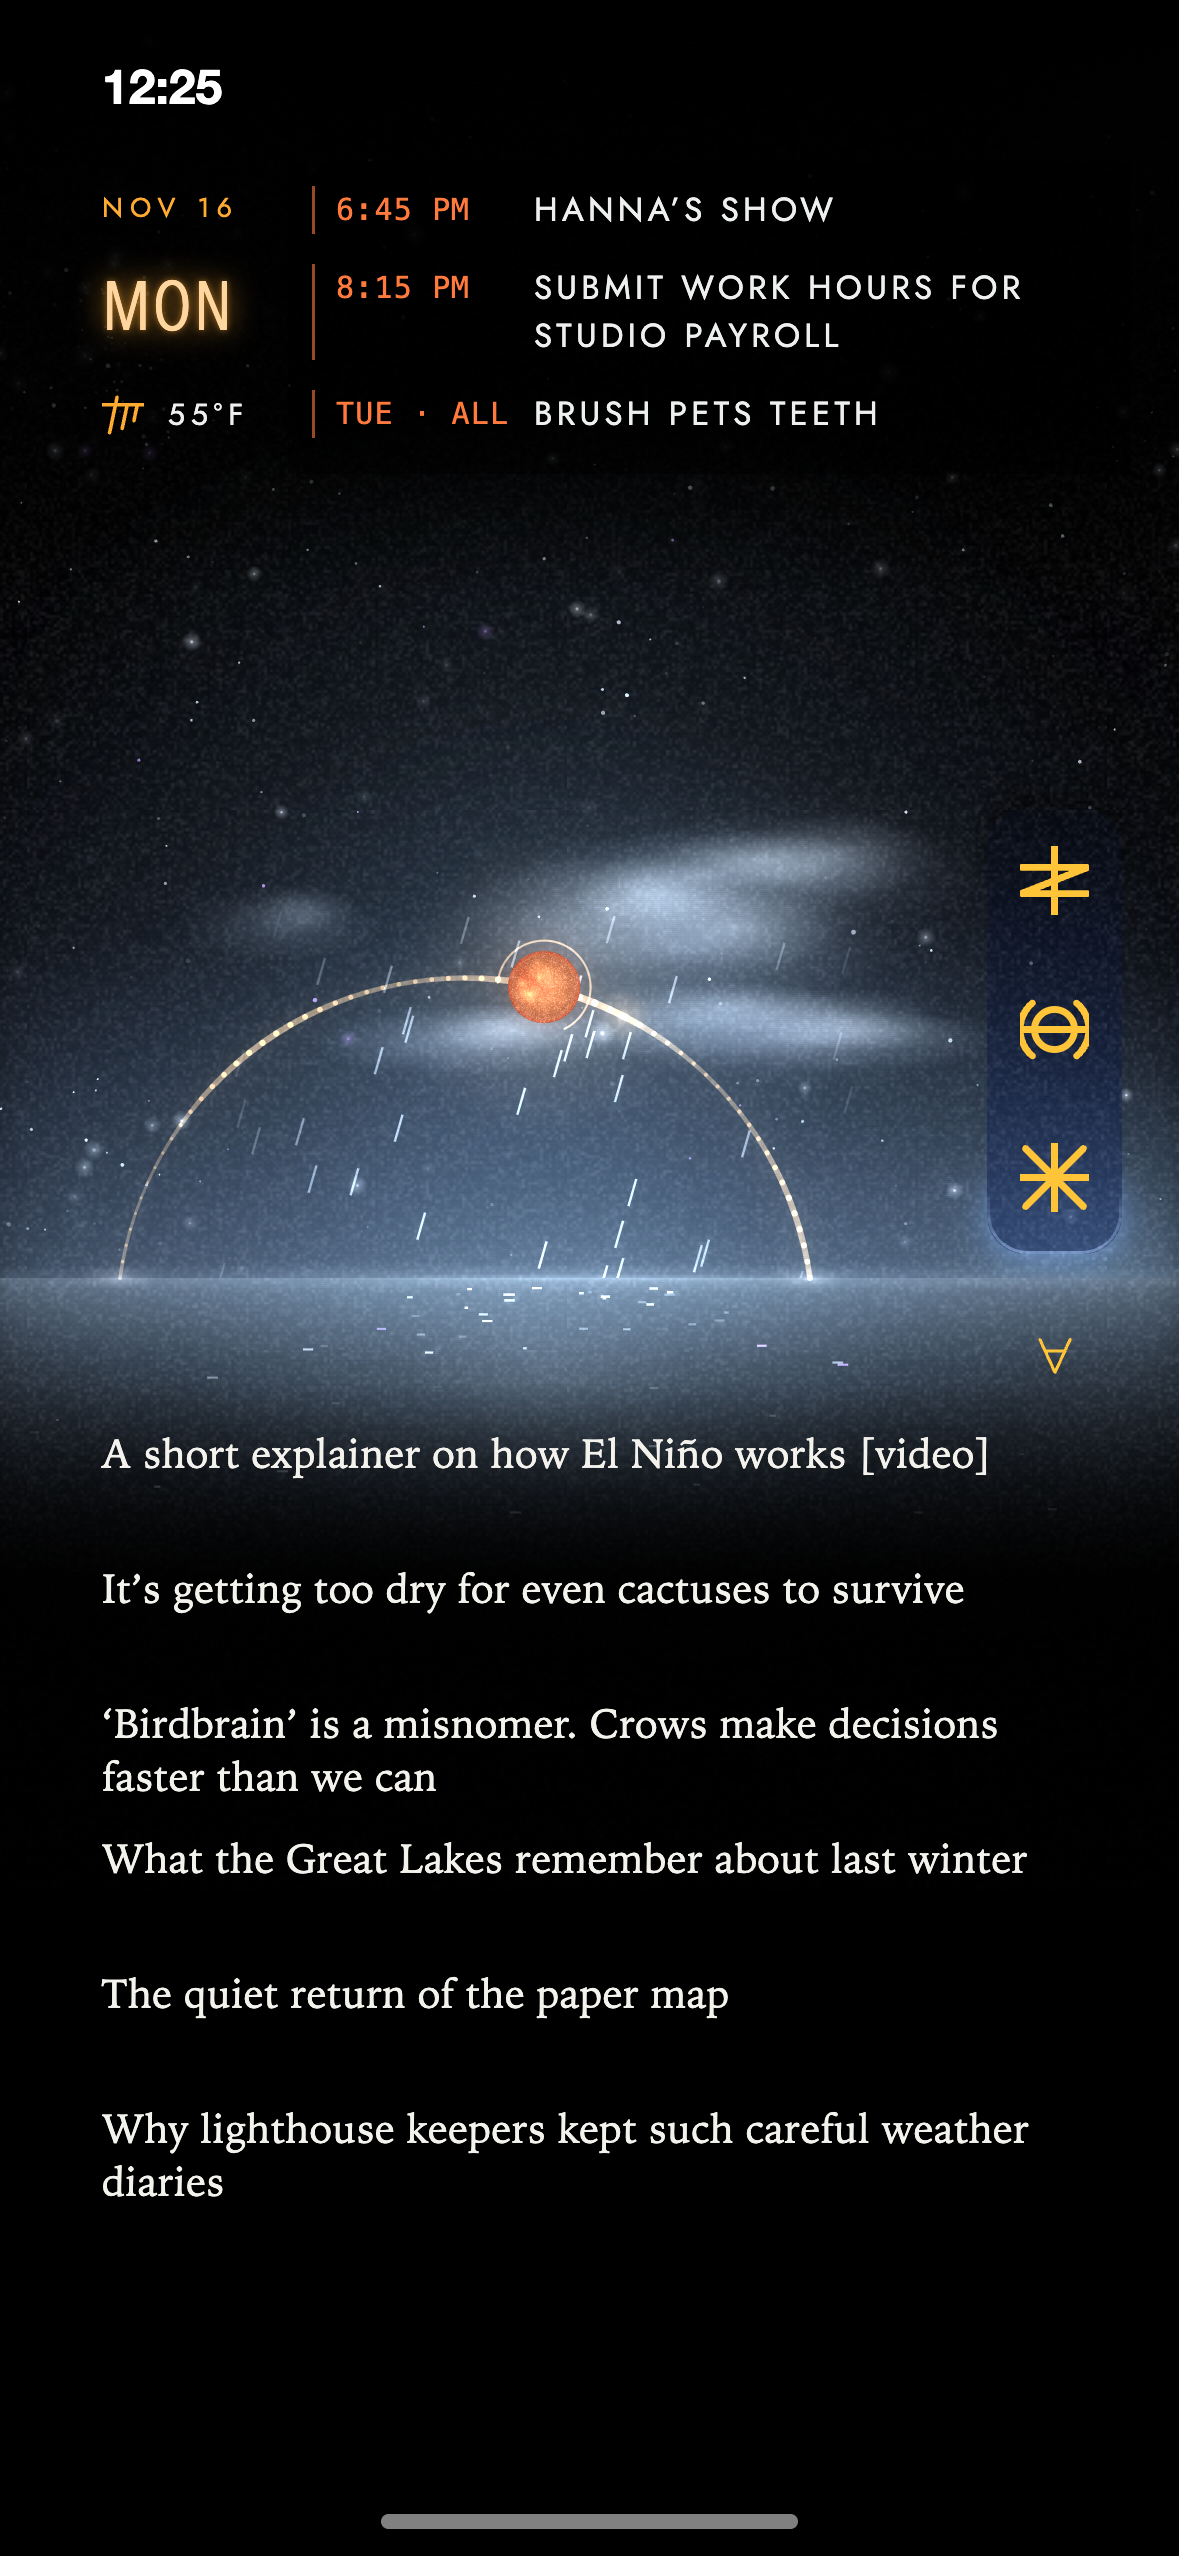 12:25
NOV 16
MON
55°F
6:45 PM HANNA’S SHOW
8:15 PM SUBMIT WORK HOURS FOR
STUDIO PAYROLL
TUE · ALL BRUSH PETS TEETH
A short explainer on how El Niño works [video]
It’s getting too dry for even cactuses to survive
‘Birdbrain’ is a misnomer. Crows make decisions
faster than we can
What the Great Lakes remember about last winter
The quiet return of the paper map
Why lighthouse keepers kept such careful weather
diaries